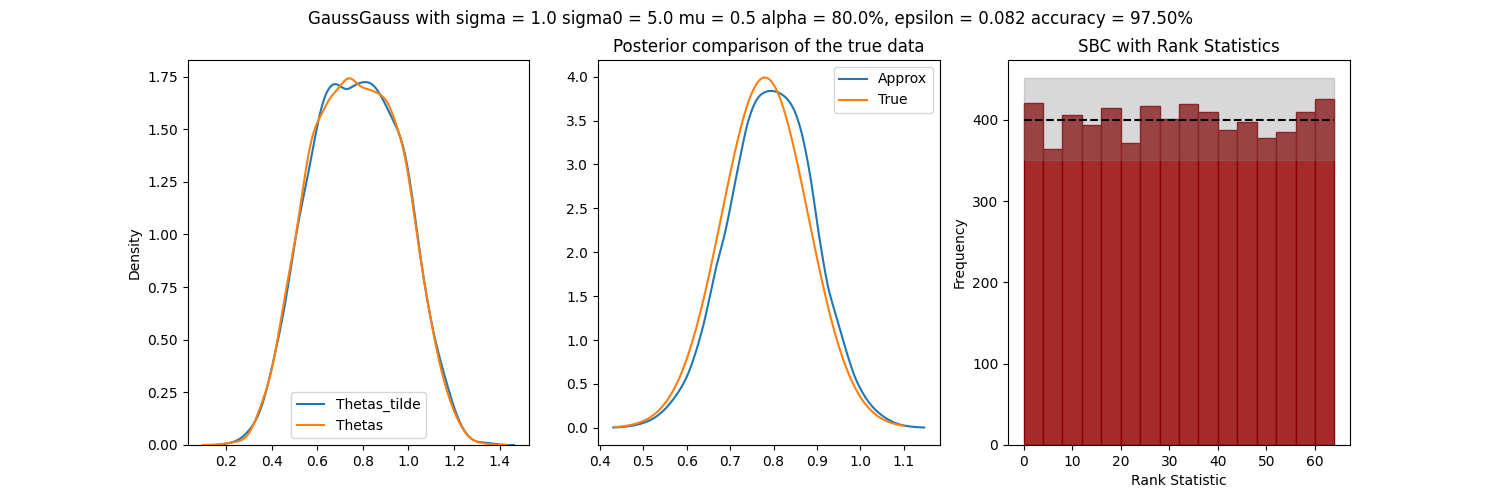 GaussGauss with sigma = 1.0 sigma0 = 5.0 mu = 0.5 alpha = 80.0%, epsilon = 0.082 accuracy = 97.50%
Density
1.75
1.50
1.25
1.00
0.75
0.50
0.25
0.00
Thetas_tilde
Thetas
0.2 0.4 0.6 0.8 1.0 1.2 1.4
Posterior comparison of the true data
Approx
True
4.0
3.5
3.0
2.5
2.0
1.5
1.0
0.5
0.0
0.4 0.5 0.6 0.7 0.8 0.9 1.0 1.1
SBC with Rank Statistics
Frequency
400
300
200
100
0
0 10 20 30 40 50 60
Rank Statistic